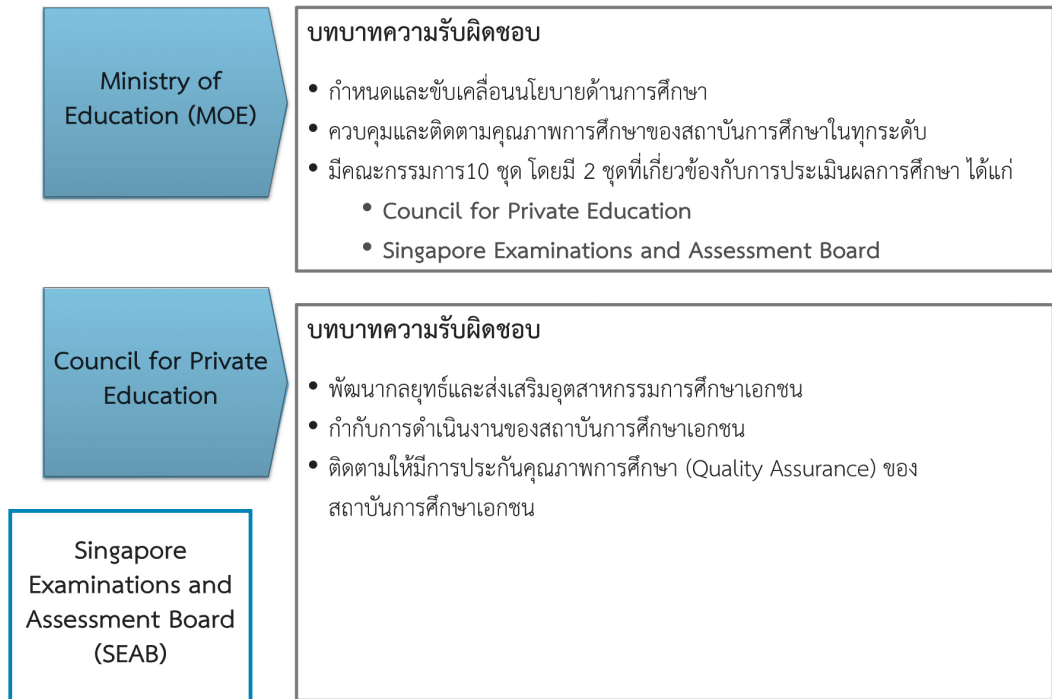 Ministry of
Education (MOE)
บทบาทความรับผิดชอบ
• กำหนดและขับเคลื่อนนโยบายด้านการศึกษา
• ควบคุมและติดตามคุณภาพการศึกษาของสถาบันการศึกษาในทุกระดับ
• มีคณะกรรมการ10 ชุด โดยมี 2 ชุดที่เกี่ยวข้องกับการประเมินผลการศึกษา ได้แก่
• Council for Private Education
• Singapore Examinations and Assessment Board
Council for Private
Education
บทบาทความรับผิดชอบ
• พัฒนากลยุทธ์และส่งเสริมอุตสาหกรรมการศึกษาเอกชน
• กำกับการดำเนินงานของสถาบันการศึกษาเอกชน
• ติดตามให้มีการประกันคุณภาพการศึกษา (Quality Assurance) ของ
สถาบันการศึกษาเอกชน
Singapore
Examinations and
Assessment Board
(SEAB)